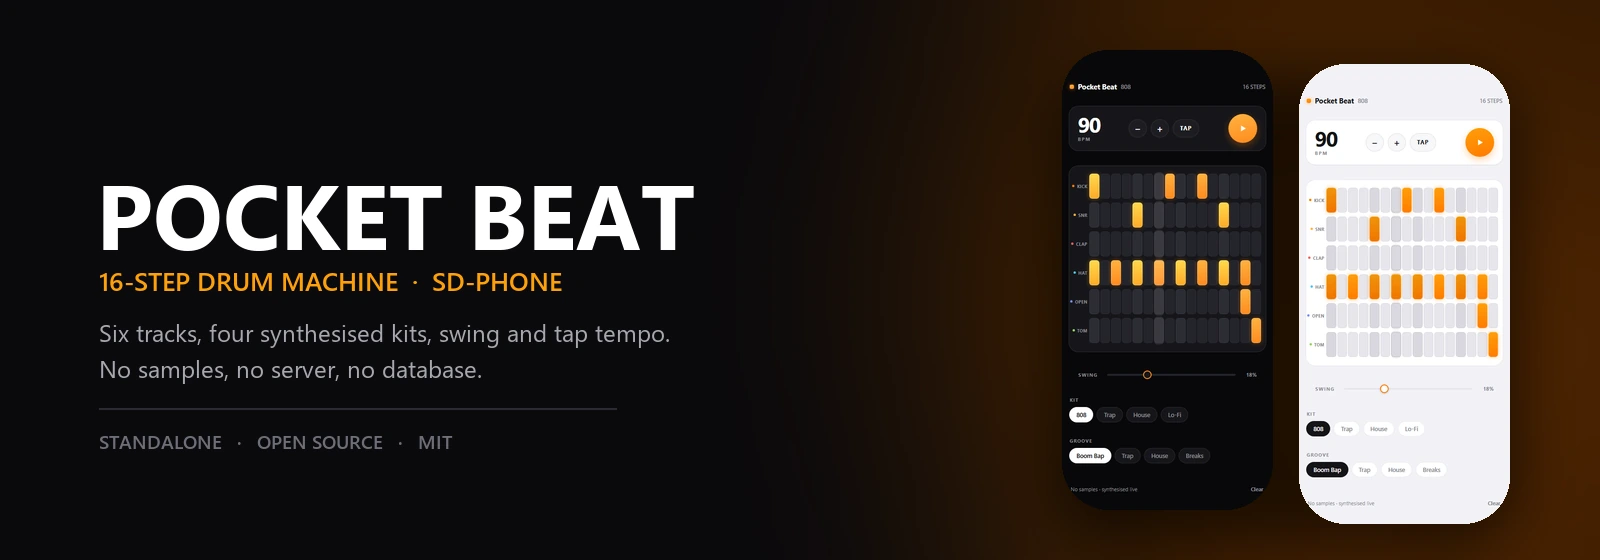 POCKET BEAT
16-STEP DRUM MACHINE · SD-PHONE
Six tracks, four synthesised kits, swing and tap tempo.
No samples, no server, no database.
STANDALONE · OPEN SOURCE · MIT
Pocket Beat 808 16 STEPS
90 − + TAP
BPM
KICK
SNR
CLAP
HAT
OPEN
TOM
SWING 18%
KIT
808 Trap House Lo-Fi
GROOVE
Boom Bap Trap House Breaks
No samples - synthesised live Clear
Pocket Beat 808 16 STEPS
90 − + TAP
BPM
KICK
SNR
CLAP
HAT
OPEN
TOM
SWING 18%
KIT
808 Trap House Lo-Fi
GROOVE
Boom Bap Trap House Breaks
No samples - synthesised live Clear